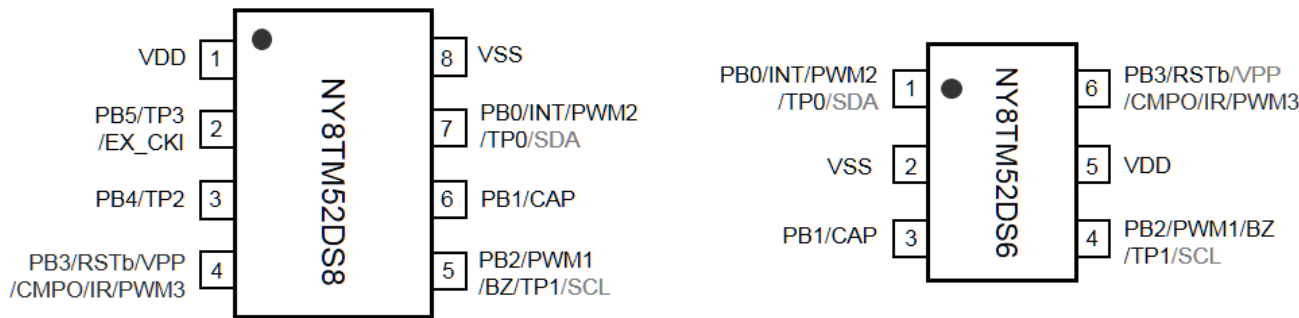 VDD
1
PB5/TP3
/EX_CKI
2
PB4/TP2
3
PB3/RSTb/VPP
/CMPO/IR/PWM3
4
NY8TM52DS8
8
VSS
7
PB0/INT/PWM2
/TP0/SDA
6
PB1/CAP
5
PB2/PWM1
/BZ/TP1/SCL
PB0/INT/PWM2
/TP0/SDA
1
VSS
2
PB1/CAP
3
NY8TM52DS6
6
PB3/RSTb/VPP
/CMPO/IR/PWM3
5
VDD
4
PB2/PWM1/BZ
/TP1/SCL